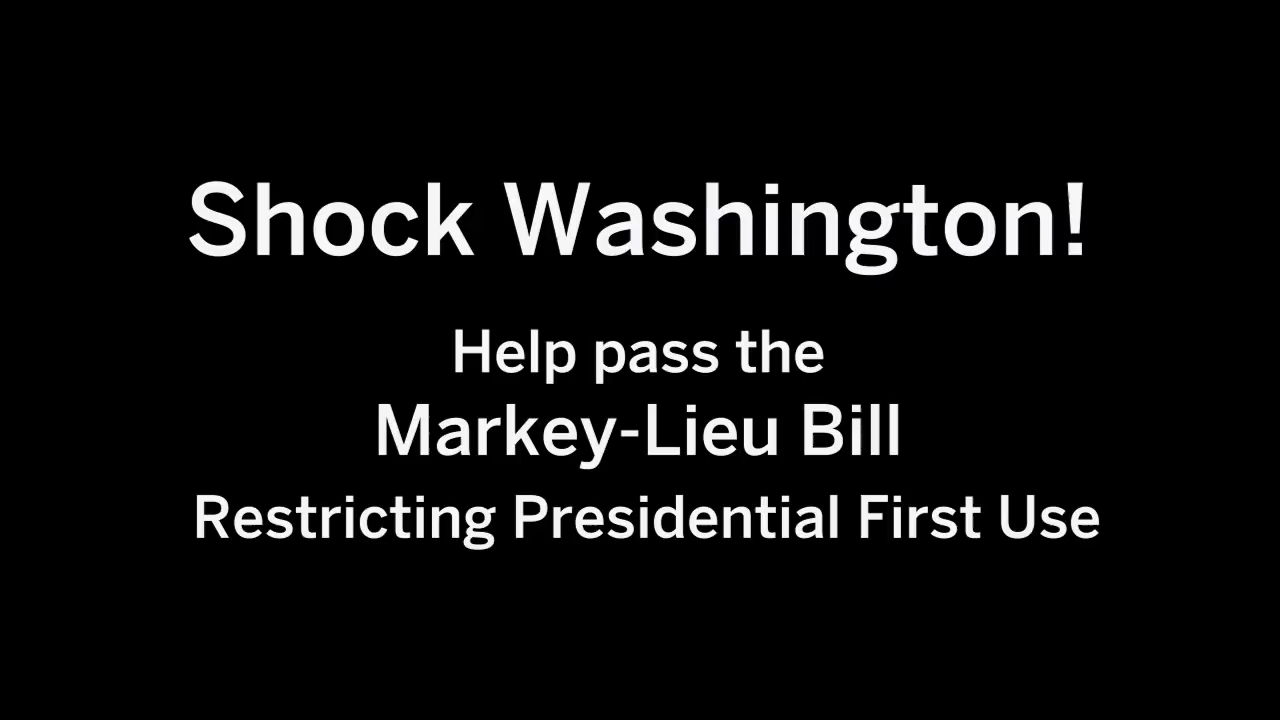 Shock Washington!
Help pass the
Markey-Lieu Bill
Restricting Presidential First Use